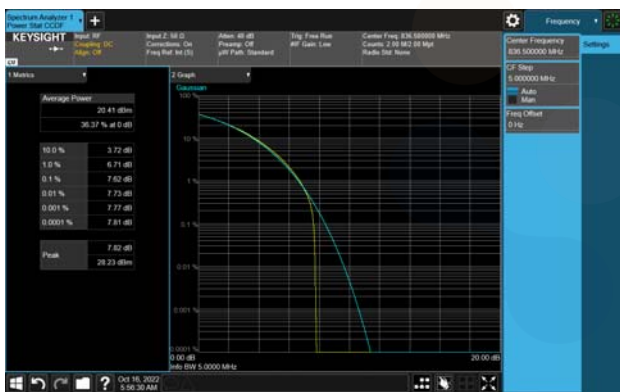 Spectrum Analyzer 1
Power Stat CCDF
Frequency
KEYSIGHT
Input: RF
Coupling: DC
Align: Off
Input Z: 50 Ω
Corrections: On
Freq Ref: Int (S)
Atten: 40 dB
Preamp: Off
µW Path: Standard
Trig: Free Run
#IF Gain: Low
Center Freq: 836.500000 MHz
Counts: 2.00 M/2.00 Mpt
Radio Std: None
Center Frequency
836.500000 MHz
Settings
CF Step
5.000000 MHz
Auto
Man
Freq Offset
0 Hz
1 Metrics
2 Graph
Gaussian
Average Power
20.41 dBm
36.37 % at 0 dB
10.0 % 3.72 dB
1.0 % 6.71 dB
0.1 % 7.62 dB
0.01 % 7.73 dB
0.001 % 7.77 dB
0.0001 % 7.81 dB
Peak
7.82 dB
28.23 dBm
100 %
10 %
1 %
0.1 %
0.01 %
0.001 %
0.0001 %
0.00 dB
20.00 dB
Info BW 5.0000 MHz
Oct 16, 2022
5:56:30 AM